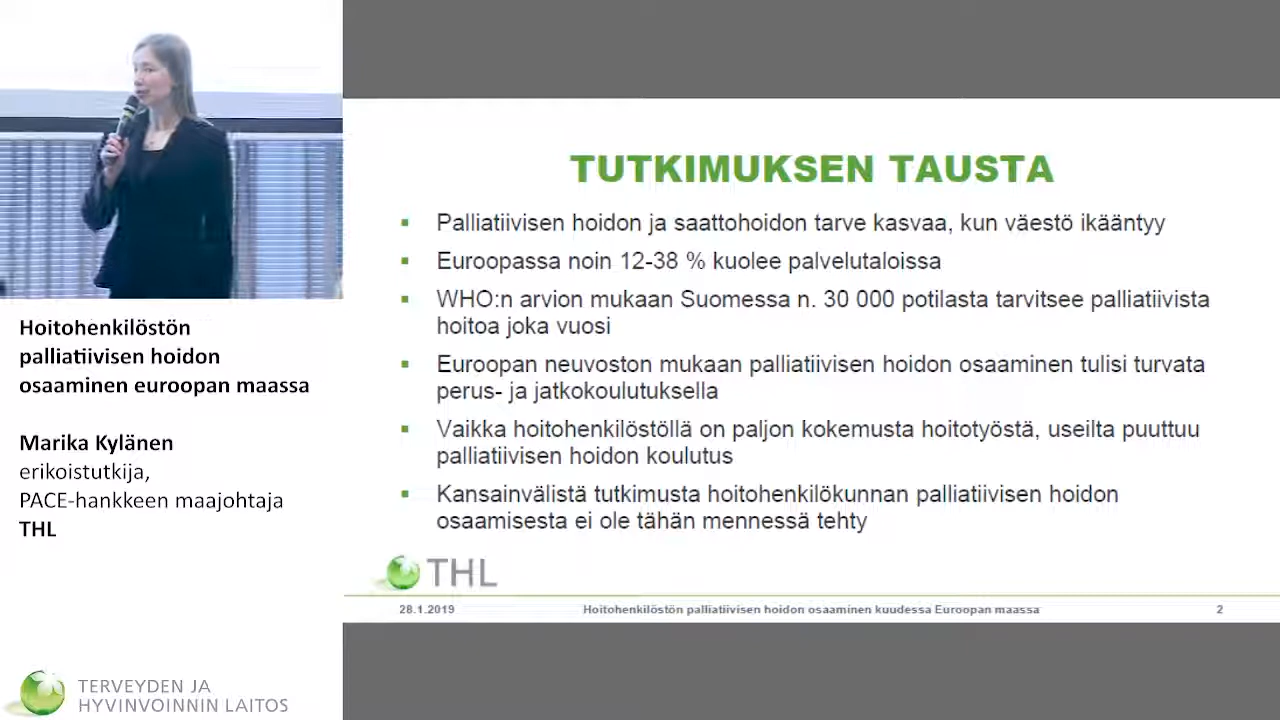 Hoitohenkilöstön
palliatiivisen hoidon
osaaminen euroopan maassa
Marika Kylänen
erikoistutkija,
PACE-hankkeen maajohtaja
THL
TERVEYDEN JA
HYVINVOINNIN LAITOS
TUTKIMUKSEN TAUSTA
▪ Palliatiivisen hoidon ja saattohoidon tarve kasvaa, kun väestö ikääntyy
▪ Euroopassa noin 12-38 % kuolee palvelutaloissa
▪ WHO:n arvion mukaan Suomessa n. 30 000 potilasta tarvitsee palliatiivista
hoitoa joka vuosi
▪ Euroopan neuvoston mukaan palliatiivisen hoidon osaaminen tulisi turvata
perus- ja jatkokoulutuksella
▪ Vaikka hoitohenkilöstöllä on paljon kokemusta hoitotyöstä, useilta puuttuu
palliatiivisen hoidon koulutus
▪ Kansainvälistä tutkimusta hoitohenkilökunnan palliatiivisen hoidon
osaamisesta ei ole tähän mennessä tehty
THL
28.1.2019 Hoitohenkilöstön palliatiivisen hoidon osaaminen kuudessa Euroopan maassa 2